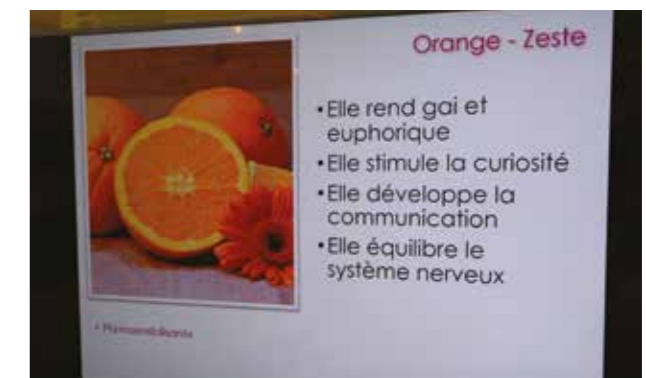 Orange - Zeste
• Elle rend gai et
euphorique
• Elle stimule la curiosité
• Elle développe la
communication
• Elle équilibre le
système nerveux
• Photosensibilisante